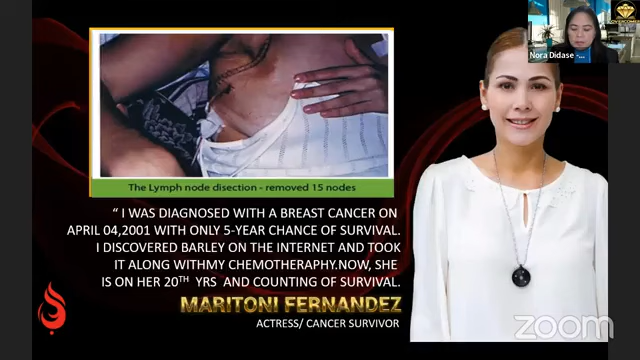 Nora Didase -...
The Lymph node disection - removed 15 nodes
“ I WAS DIAGNOSED WITH A BREAST CANCER ON
APRIL 04,2001 WITH ONLY 5-YEAR CHANCE OF SURVIVAL.
I DISCOVERED BARLEY ON THE INTERNET AND TOOK
IT ALONG WITHMY CHEMOTHERAPHY.NOW, SHE
IS ON HER 20TH YRS AND COUNTING OF SURVIVAL.
MARITONI FERNANDEZ
ACTRESS/ CANCER SURVIVOR
zoom